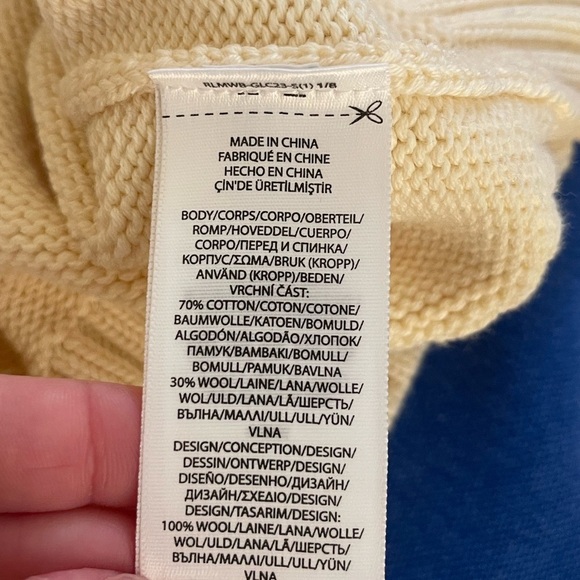 RLMWB-GLC23-S(1) 1/8
MADE IN CHINA
FABRIQUÉ EN CHINE
HECHO EN CHINA
ÇİN'DE ÜRETİLMİŞTİR
BODY/CORPS/CORPO/OBERTEIL/
ROMP/HOVEDDEL/CUERPO/
CORPO/ПЕРЕД И СПИНКА/
КОРПУС/ΣΩΜΑ/BRUK (KROPP)/
ANVÄND (KROPP)/BEDEN/
VRCHNÍ ČÁST:
70% COTTON/COTON/COTONE/
BAUMWOLLE/KATOEN/BOMULD/
ALGODÓN/ALGODÃO/ХЛОПОК/
ПАМУК/ΒΑΜΒΑΚΙ/BOMULL/
BOMULL/PAMUK/BAVLNA
30% WOOL/LAINE/LANA/WOLLE/
WOL/ULD/LANA/LÃ/ШЕРСТЬ/
ВЪЛНА/ΜΑΛΛΙ/ULL/ULL/YÜN/
VLNA
DESIGN/CONCEPTION/DESIGN/
DESSIN/ONTWERP/DESIGN/
DISEÑO/DESENHO/ДИЗАЙН/
ДИЗАЙН/ΣΧΕΔΙΟ/DESIGN/
DESIGN/TASARIM/DESIGN:
100% WOOL/LAINE/LANA/WOLLE/
WOL/ULD/LANA/LÃ/ШЕРСТЬ/
ВЪЛНА/ΜΑΛΛΙ/ULL/ULL/YÜN/
VLNA